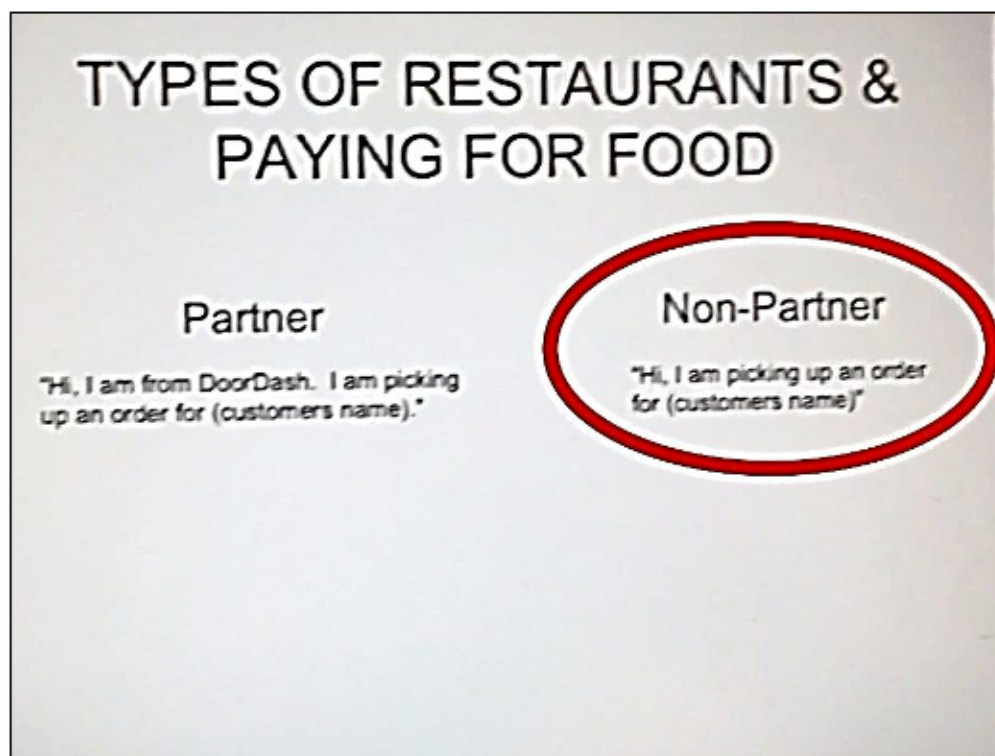 TYPES OF RESTAURANTS &
PAYING FOR FOOD
Partner
"Hi, I am from DoorDash. I am picking
up an order for (customers name)."
Non-Partner
"Hi, I am picking up an order
for (customers name)"